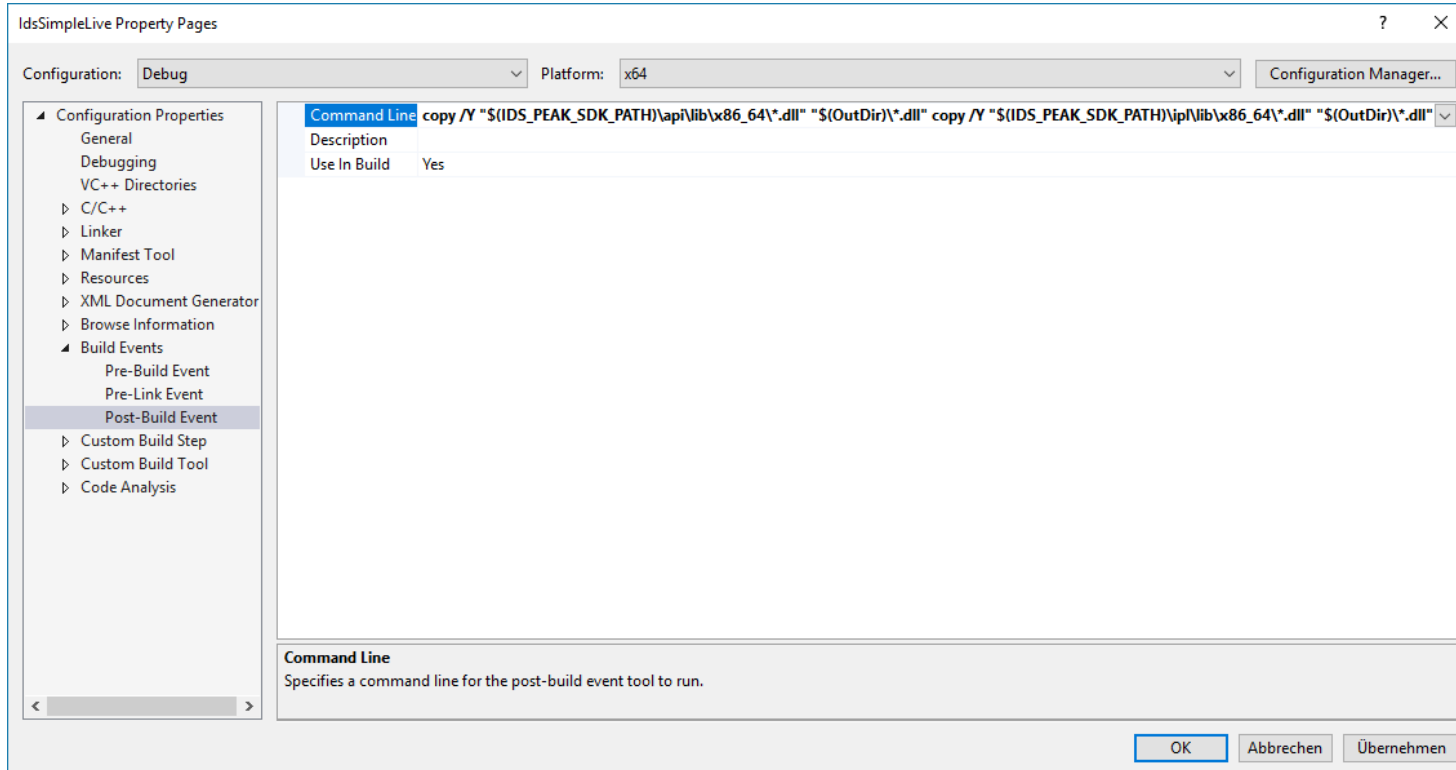 IdsSimpleLive Property Pages
Configuration: Debug Platform: x64 Configuration Manager...
Configuration Properties
General
Debugging
VC++ Directories
C/C++
Linker
Manifest Tool
Resources
XML Document Generator
Browse Information
Build Events
Pre-Build Event
Pre-Link Event
Post-Build Event
Custom Build Step
Custom Build Tool
Code Analysis
Command Line copy /Y "$(IDS_PEAK_SDK_PATH)\api\lib\x86_64\*.dll" "$(OutDir)\*.dll" copy /Y "$(IDS_PEAK_SDK_PATH)\ipl\lib\x86_64\*.dll" "$(OutDir)\*.dll"
Description
Use In Build Yes
Command Line
Specifies a command line for the post-build event tool to run.
OK Abbrechen Übernehmen